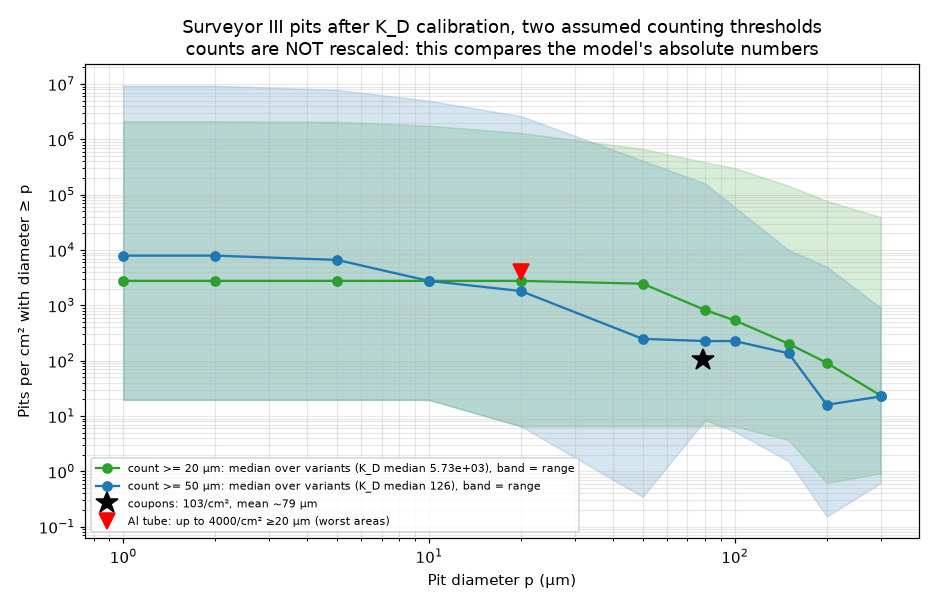 Surveyor III pits after K_D calibration, two assumed counting thresholds
counts are NOT rescaled: this compares the model's absolute numbers
Pits per cm² with diameter ≥ p
10⁷
10⁶
10⁵
10⁴
10³
10²
10¹
10⁰
10⁻¹
count >= 20 μm: median over variants (K_D median 5.73e+03), band = range
count >= 50 μm: median over variants (K_D median 126), band = range
coupons: 103/cm², mean ~79 μm
Al tube: up to 4000/cm² ≥20 μm (worst areas)
10⁰
10¹
10²
Pit diameter p (μm)